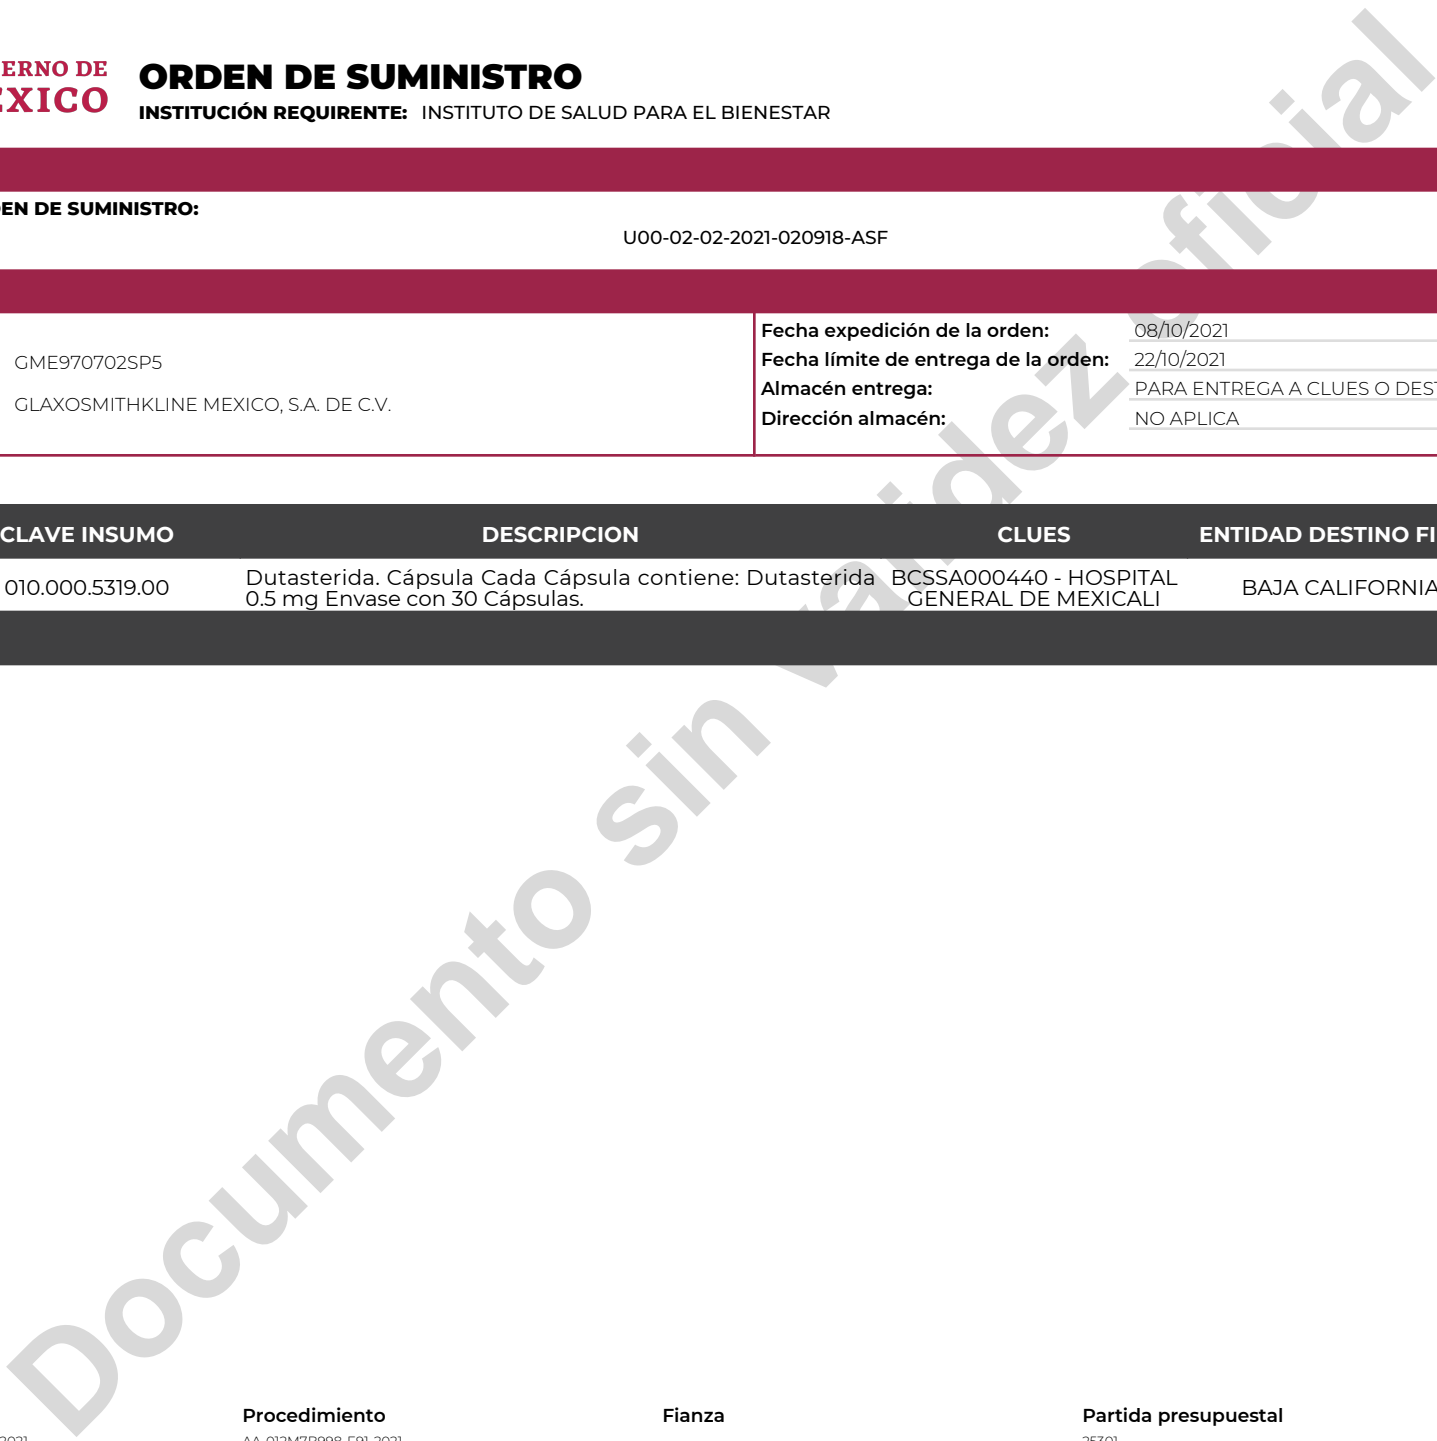 ERNO DE
EXICO
ORDEN DE SUMINISTRO
INSTITUCIÓN REQUIRENTE: INSTITUTO DE SALUD PARA EL BIENESTAR
EN DE SUMINISTRO:
U00-02-02-2021-020918-ASF
GME970702SP5
GLAXOSMITHKLINE MEXICO, S.A. DE C.V.
Fecha expedición de la orden: 08/10/2021
Fecha límite de entrega de la orden: 22/10/2021
Almacén entrega: PARA ENTREGA A CLUES O DEST
Dirección almacén: NO APLICA
CLAVE INSUMO DESCRIPCION CLUES ENTIDAD DESTINO FI
010.000.5319.00 Dutasterida. Cápsula Cada Cápsula contiene: Dutasterida 0.5 mg Envase con 30 Cápsulas. BCSSA000440 - HOSPITAL GENERAL DE MEXICALI BAJA CALIFORNIA
Documento sin validez oficial
Procedimiento Fianza Partida presupuestal
2021 25301